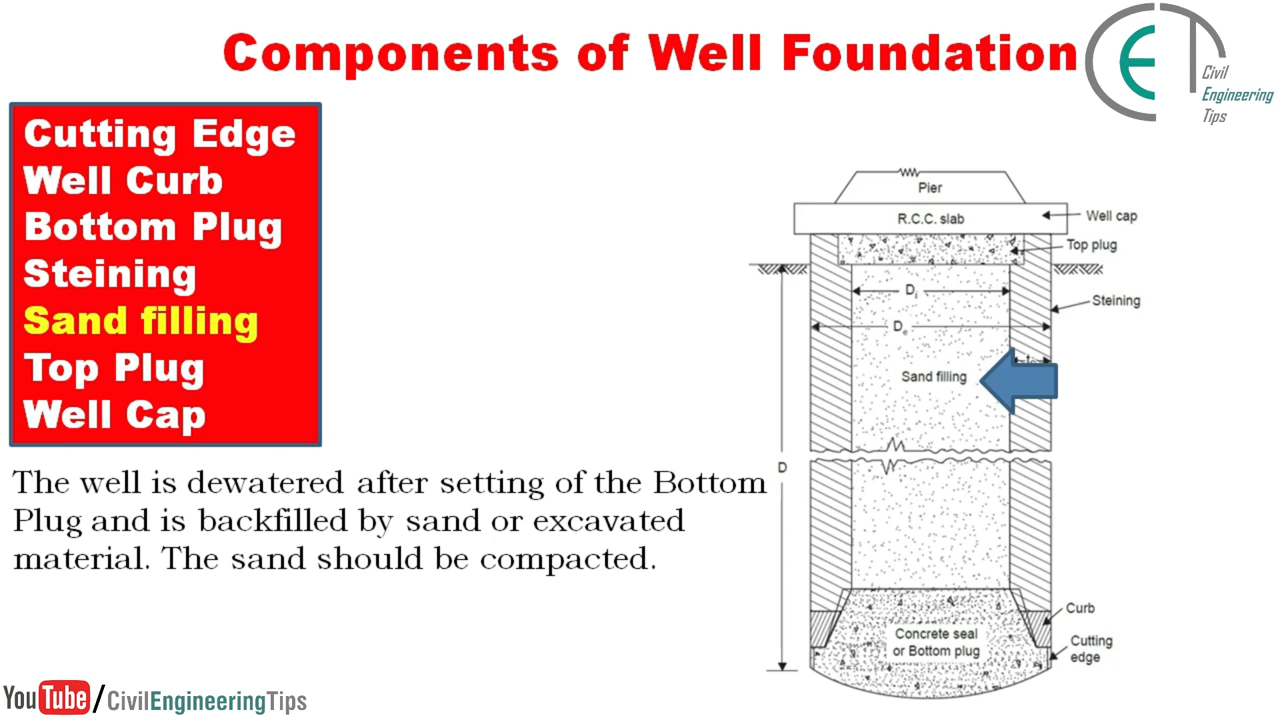 Components of Well Foundation
CET
Civil
Engineering
Tips
Cutting Edge
Well Curb
Bottom Plug
Steining
Sand filling
Top Plug
Well Cap
Pier
R.C.C. slab
Well cap
Top plug
Di
Steining
De
Sand filling
D
Curb
Concrete seal
or Bottom plug
Cutting
edge
The well is dewatered after setting of the Bottom
Plug and is backfilled by sand or excavated
material. The sand should be compacted.
YouTube/CivilEngineeringTips